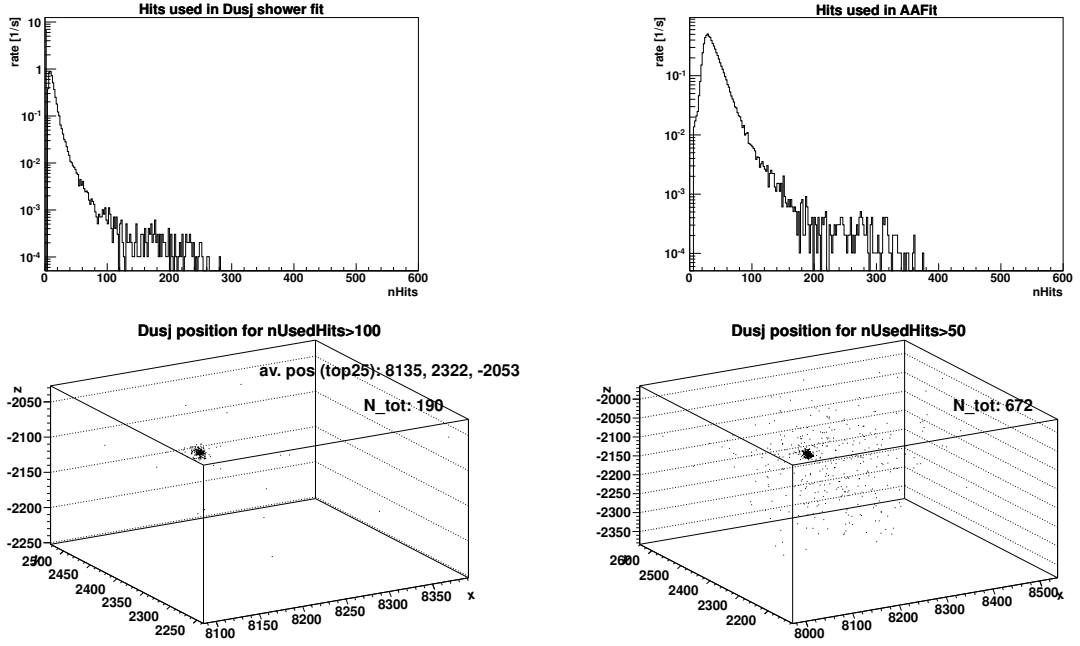 Hits used in Dusj shower fit
rate [1/s]
10
1
10-1
10-2
10-3
10-4
0 100 200 300 400 500 600
nHits
Hits used in AAFit
rate [1/s]
10-1
10-2
10-3
10-4
0 100 200 300 400 500 600
nHits
Dusj position for nUsedHits>100
av. pos (top25): 8135, 2322, -2053
N_tot: 190
z
-2050
-2100
-2150
-2200
-2250
2500
2450
2400
2350
2300
2250
8100 8150 8200 8250 8300 8350
x
Dusj position for nUsedHits>50
N_tot: 672
z
-2000
-2050
-2100
-2150
-2200
-2250
-2300
-2350
2600
2500
2400
2300
2200
8000 8100 8200 8300 8400 8500
x